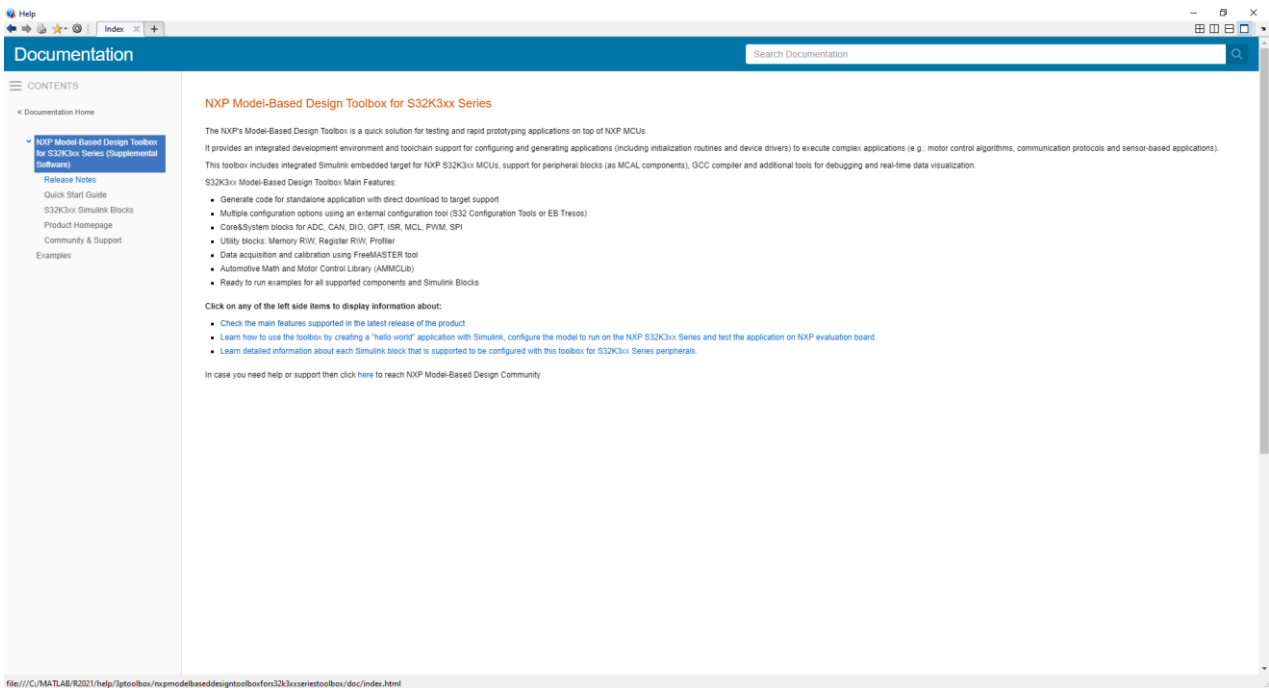 Help
Index
Documentation
Search Documentation
CONTENTS
Documentation Home
NXP Model-Based Design Toolbox
for S32K3xx Series (Supplemental
Software)
Release Notes
Quick Start Guide
S32K3xx Simulink Blocks
Product Homepage
Community & Support
Examples
NXP Model-Based Design Toolbox for S32K3xx Series
The NXP's Model-Based Design Toolbox is a quick solution for testing and rapid prototyping applications on top of NXP MCUs.
It provides an integrated development environment and toolchain support for configuring and generating applications (including initialization routines and device drivers) to execute complex applications (e.g.: motor control algorithms, communication protocols and sensor-based applications).
This toolbox includes integrated Simulink embedded target for NXP S32K3xx MCUs, support for peripheral blocks (as MCAL components), GCC compiler and additional tools for debugging and real-time data visualization.
S32K3xx Model-Based Design Toolbox Main Features:
Generate code for standalone application with direct download to target support
Multiple configuration options using an external configuration tool (S32 Configuration Tools or EB Tresos)
Core&System blocks for ADC, CAN, DIO, GPT, ISR, MCL, PWM, SPI
Utility blocks: Memory R\W, Register R\W, Profiler
Data acquisition and calibration using FreeMASTER tool
Automotive Math and Motor Control Library (AMMCLib)
Ready to run examples for all supported components and Simulink Blocks
Click on any of the left side items to display information about:
Check the main features supported in the latest release of the product
Learn how to use the toolbox by creating a "hello world" application with Simulink, configure the model to run on the NXP S32K3xx Series and test the application on NXP evaluation board.
Learn detailed information about each Simulink block that is supported to be configured with this toolbox for S32K3xx Series peripherals.
In case you need help or support then click here to reach NXP Model-Based Design Community
file:///C:/MATLAB/R2021/help/3ptoolbox/nxpmodelbaseddesigntoolboxfors32k3xxseriestoolbox/doc/index.html